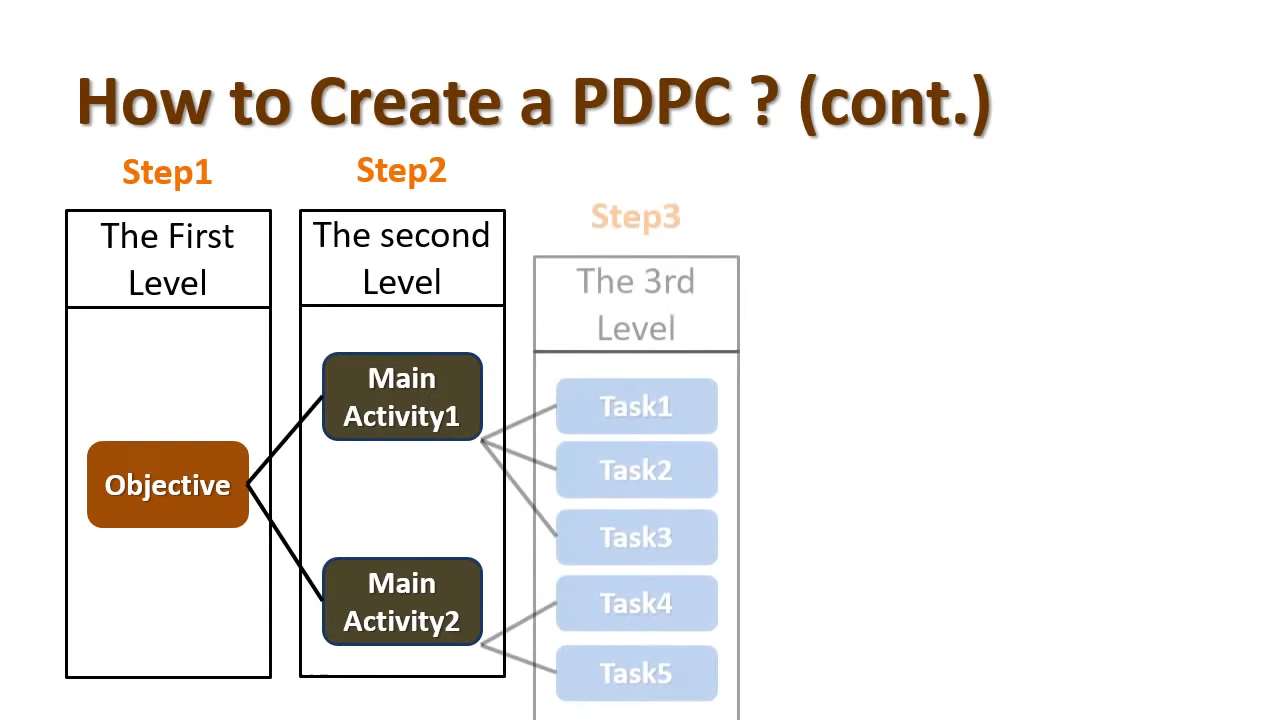 How to Create a PDPC ? (cont.)
Step1
The First
Level
Objective
Step2
The second
Level
Main
Activity1
Main
Activity2
Step3
The 3rd
Level
Task1
Task2
Task3
Task4
Task5